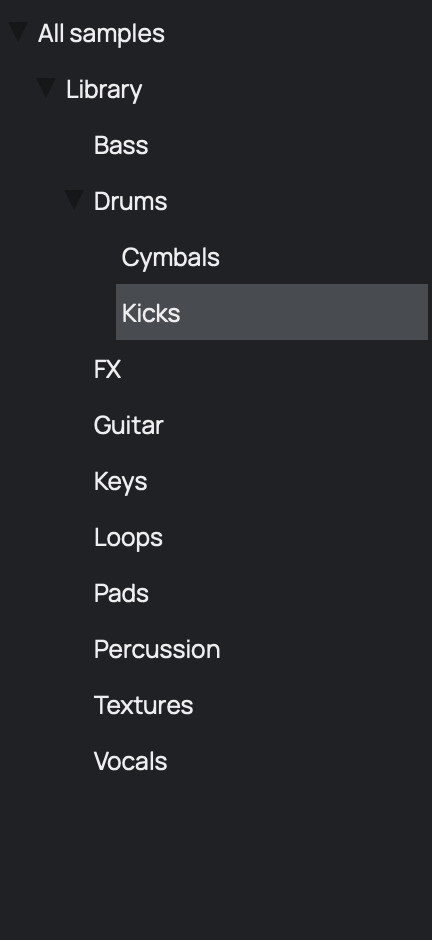 All samples
Library
Bass
Drums
Cymbals
Kicks
FX
Guitar
Keys
Loops
Pads
Percussion
Textures
Vocals